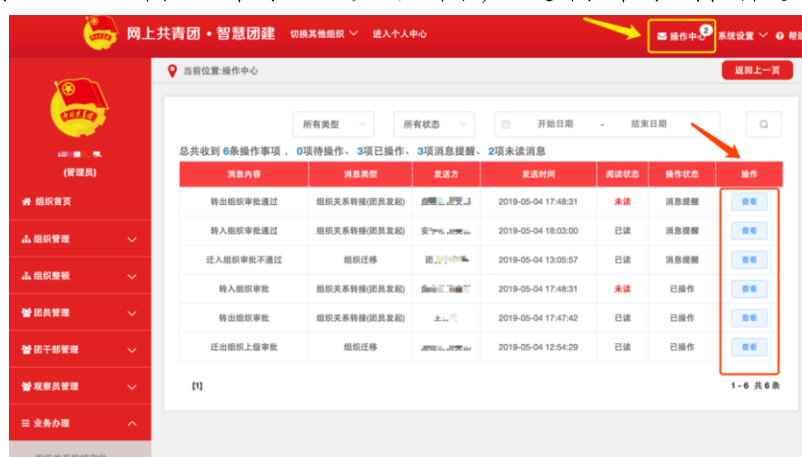 网上共青团·智慧团建 切换其他组织 进入个人中心 操作中心 2 系统设置 帮助
当前位置:操作中心 返回上一页
所有类型 所有状态 开始日期 - 结束日期
总共收到 6条操作事项， 0项待操作、 3项已操作、 3项消息提醒、 2项未读消息
(管理员)
组织首页
组织管理
组织整顿
团员管理
团干部管理
观察员管理
业务办理
消息内容 消息类型 发送方 发送时间 阅读状态 操作状态 操作
转出组织审批通过 组织关系转接(团员发起) 2019-05-04 17:48:31 未读 消息提醒 查看
转入组织审批通过 组织关系转接(团员发起) 2019-05-04 18:03:00 已读 消息提醒 查看
迁入组织审批不通过 组织迁移 2019-05-04 13:05:57 已读 消息提醒 查看
转入组织审批 组织关系转接(团员发起) 2019-05-04 17:48:31 未读 已操作 查看
转出组织审批 组织关系转接(团员发起) 2019-05-04 17:47:42 已读 已操作 查看
迁出组织上级审批 组织迁移 2019-05-04 12:54:29 已读 已操作 查看
[1] 1 - 6 共 6 条